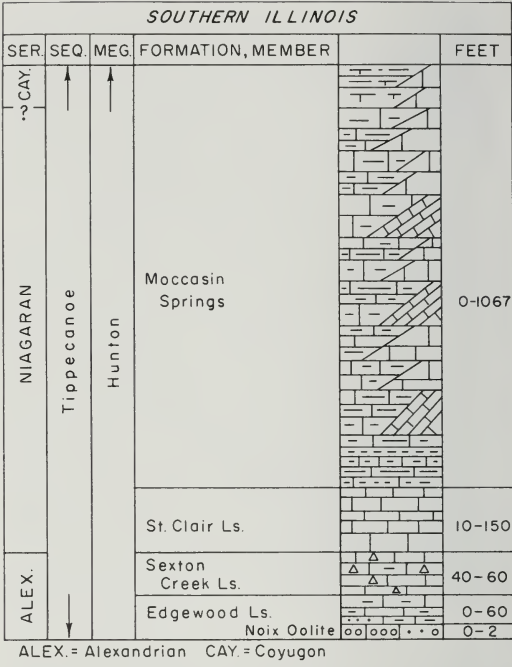 SOUTHERN ILLINOIS
SER. SEQ. MEG. FORMATION, MEMBER FEET
CAY.
?
NIAGARAN
Tippecanoe
Hunton
Moccasin
Springs
0-1067
St. Clair Ls.
10-150
ALEX.
Sexton
Creek Ls.
40-60
Edgewood Ls.
0-60
Noix Oolite
0-2
ALEX.= Alexandrian CAY.= Coyugon